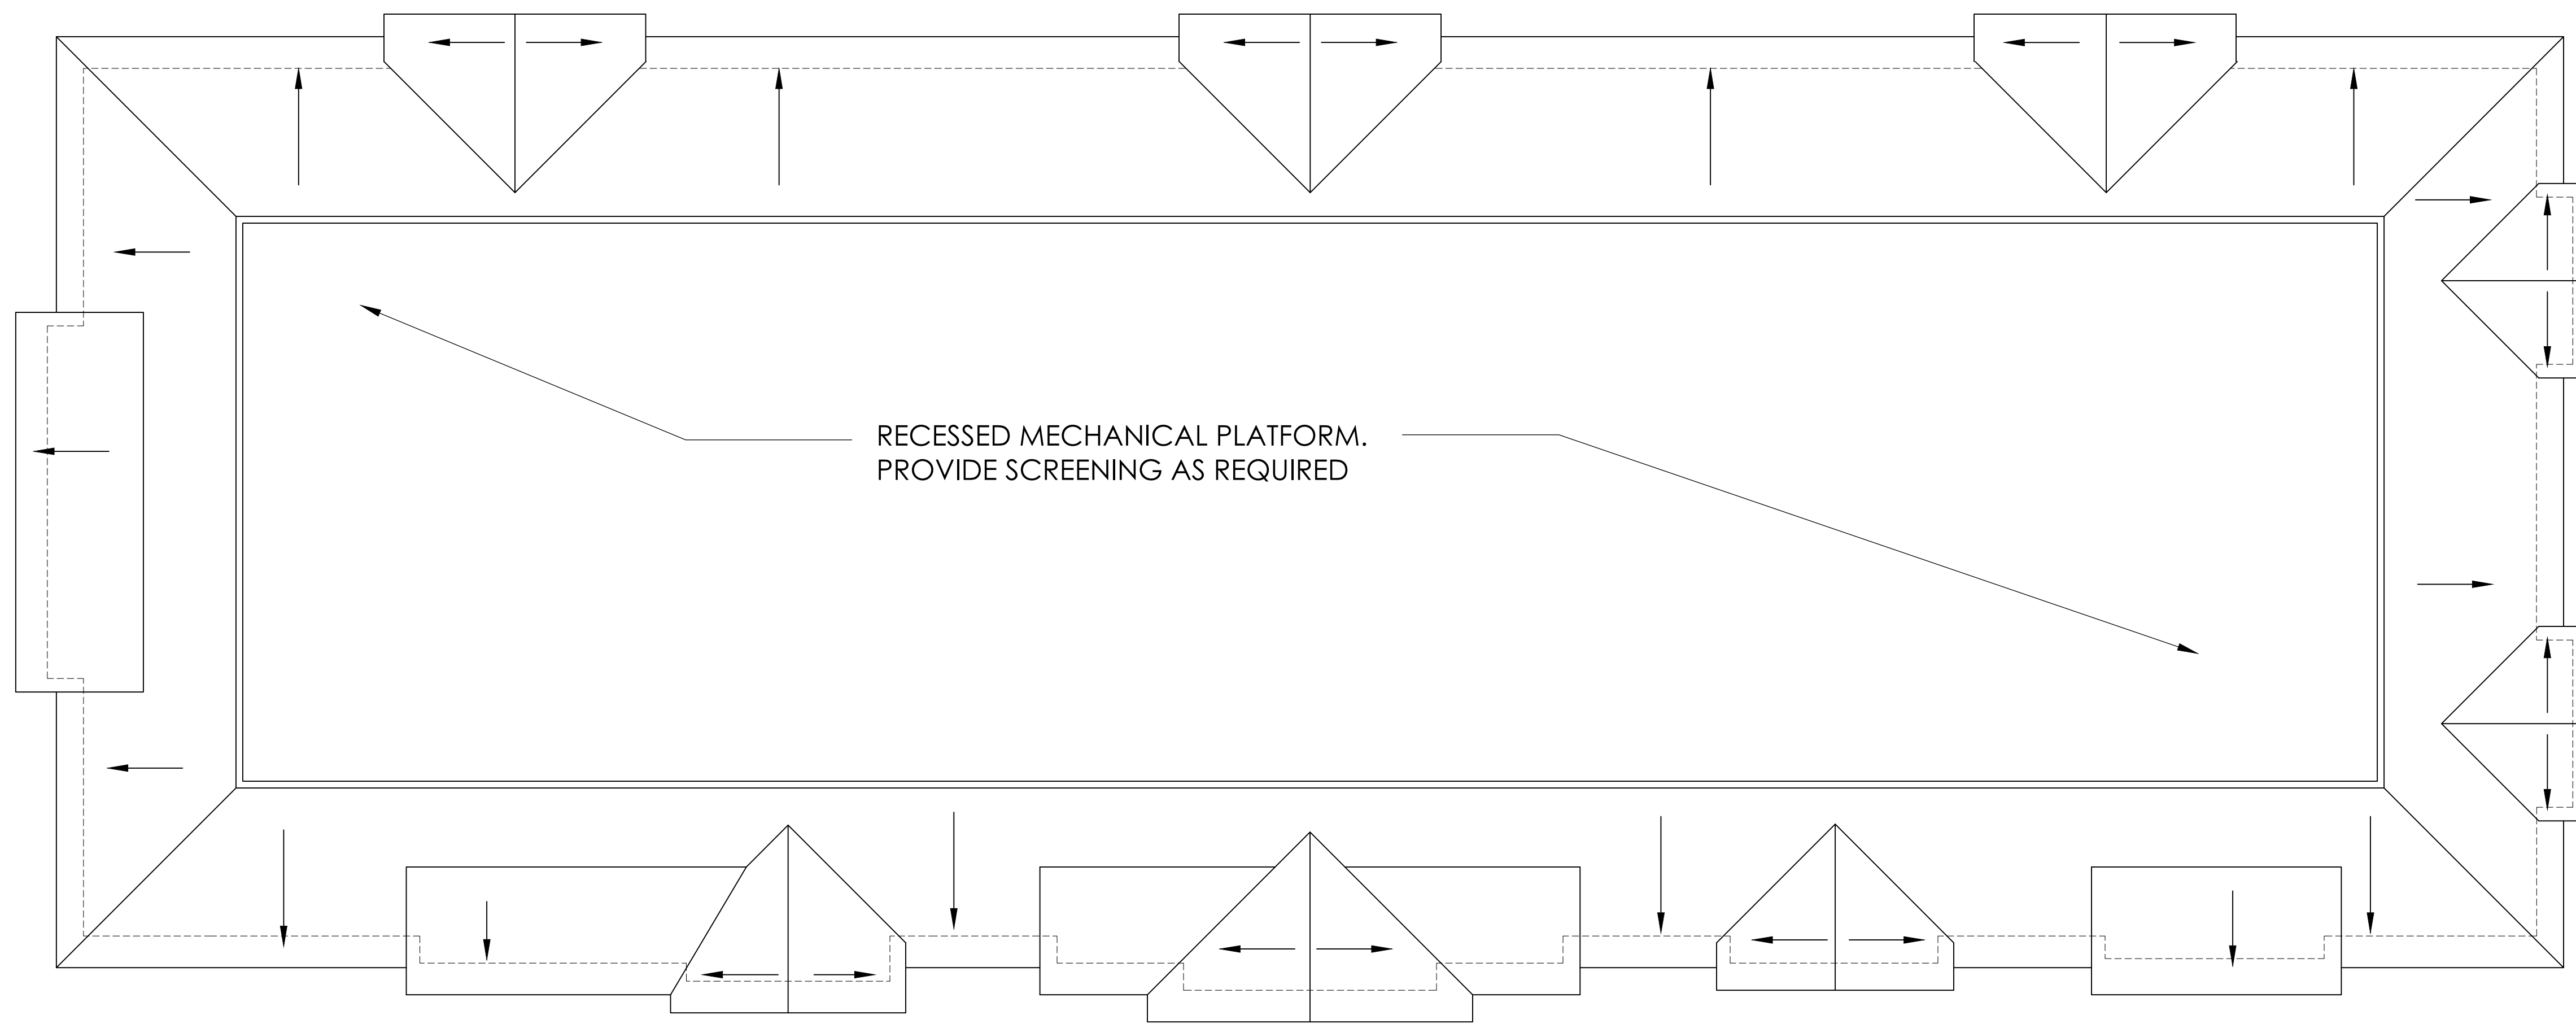 RECESSED MECHANICAL PLATFORM.
PROVIDE SCREENING AS REQUIRED